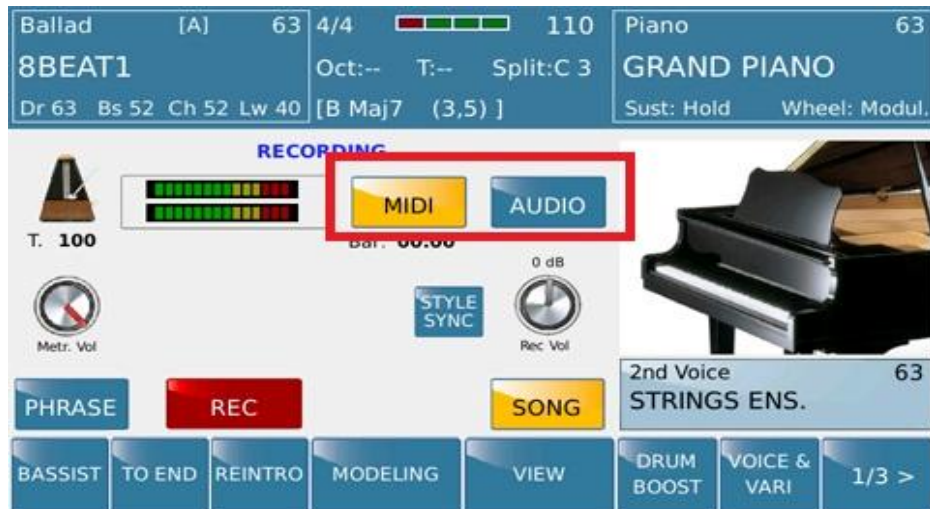 Ballad [A] 63
8BEAT1
Dr 63 Bs 52 Ch 52 Lw 40
4/4 110
Oct:-- T:-- Split:C 3
[B Maj7 (3,5) ]
Piano 63
GRAND PIANO
Sust: Hold Wheel: Modul.
RECORDING
MIDI AUDIO
T. 100
Bar: 00:00
0 dB
Metr. Vol
STYLE
SYNC
Rec Vol
PHRASE REC SONG
2nd Voice 63
STRINGS ENS.
BASSIST TO END REINTRO MODELING VIEW
DRUM
BOOST
VOICE &
VARI
1/3 >